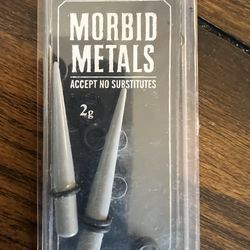 MORBID
METALS
ACCEPT NO SUBSTITUTES
2g